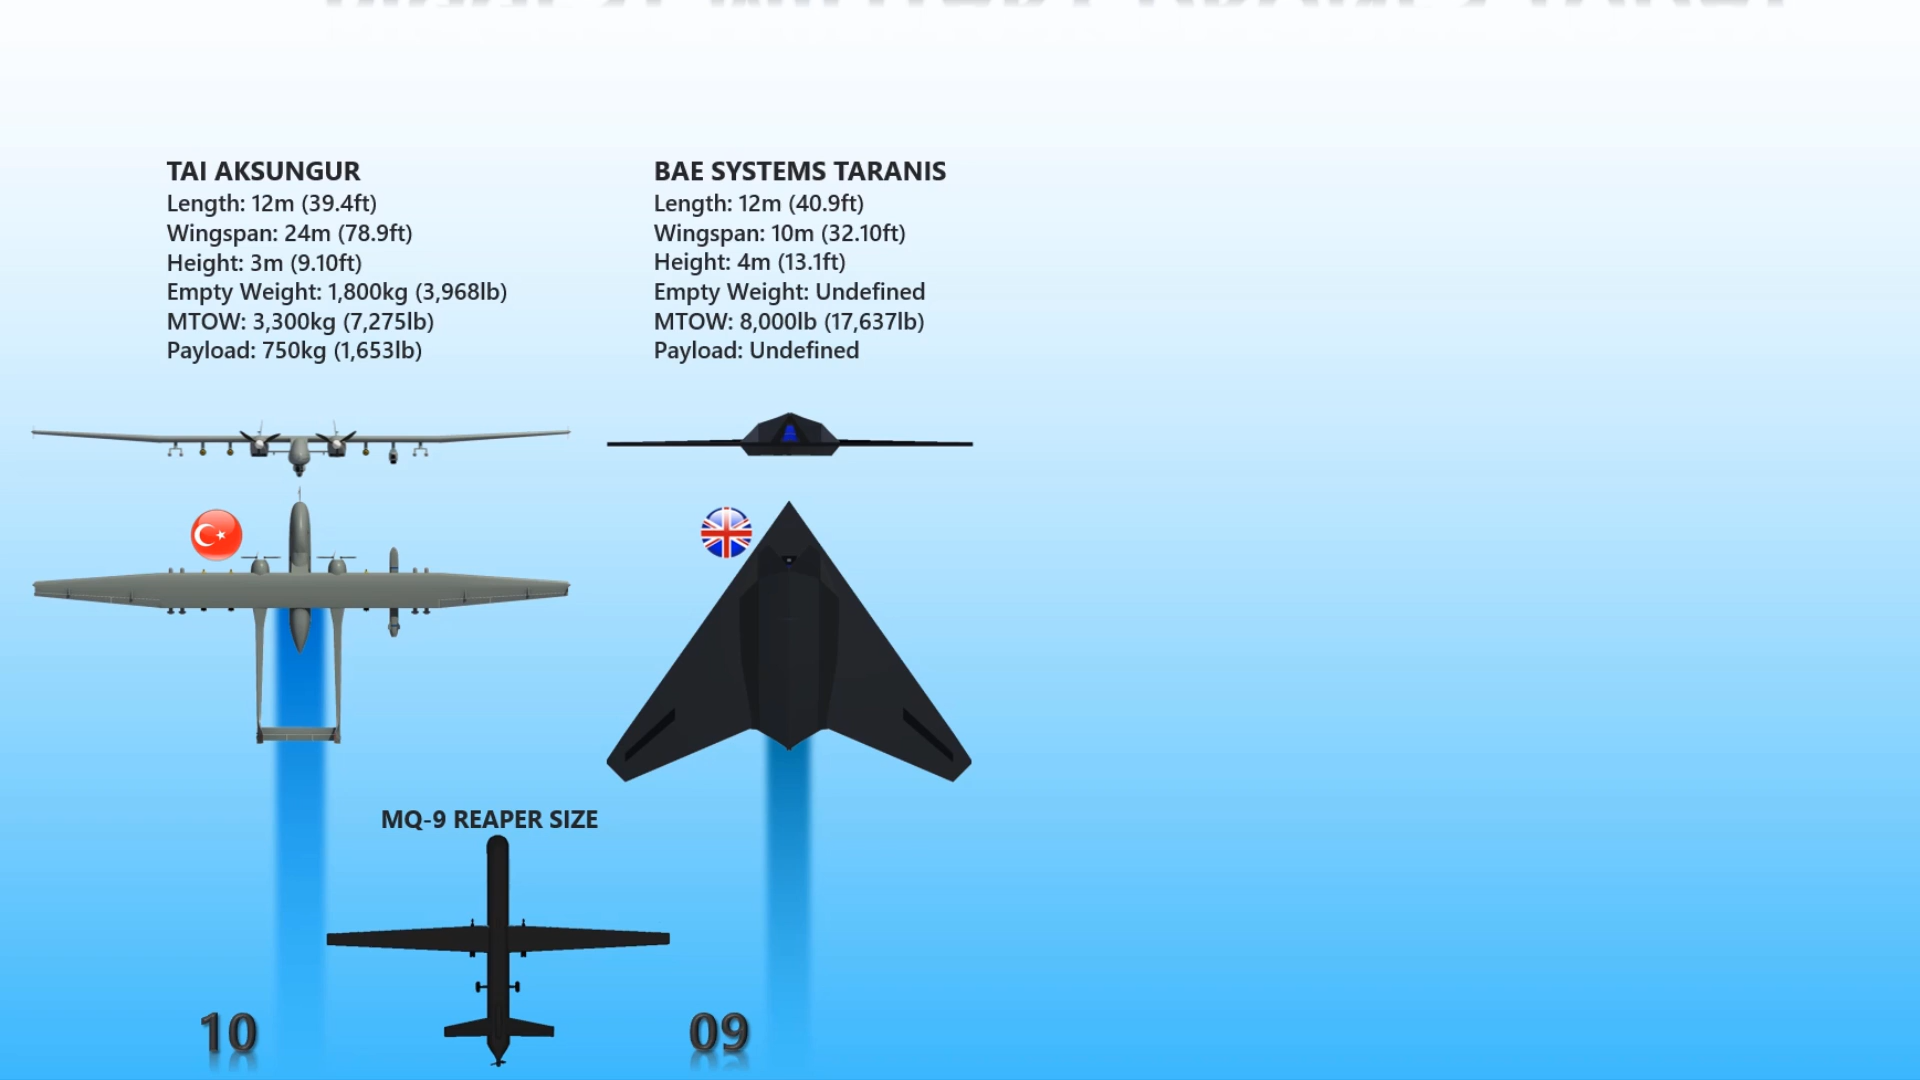 TAI AKSUNGUR
Length: 12m (39.4ft)
Wingspan: 24m (78.9ft)
Height: 3m (9.10ft)
Empty Weight: 1,800kg (3,968lb)
MTOW: 3,300kg (7,275lb)
Payload: 750kg (1,653lb)
BAE SYSTEMS TARANIS
Length: 12m (40.9ft)
Wingspan: 10m (32.10ft)
Height: 4m (13.1ft)
Empty Weight: Undefined
MTOW: 8,000lb (17,637lb)
Payload: Undefined
MQ-9 REAPER SIZE
10
09